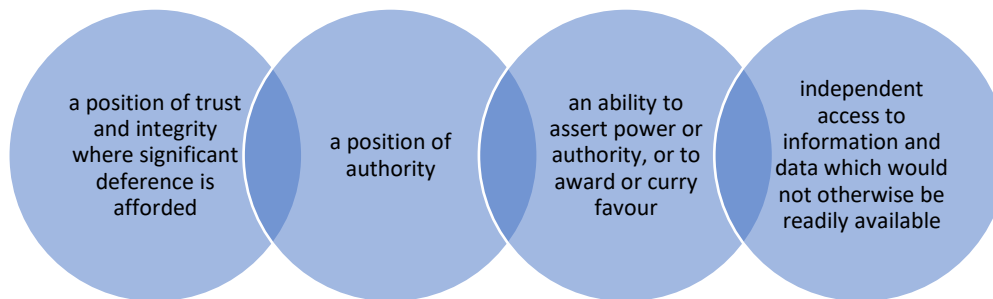 a position of trust
and integrity
where significant
deference is
afforded
a position of
authority
an ability to
assert power or
authority, or to
award or curry
favour
independent
access to
information and
data which would
not otherwise be
readily available